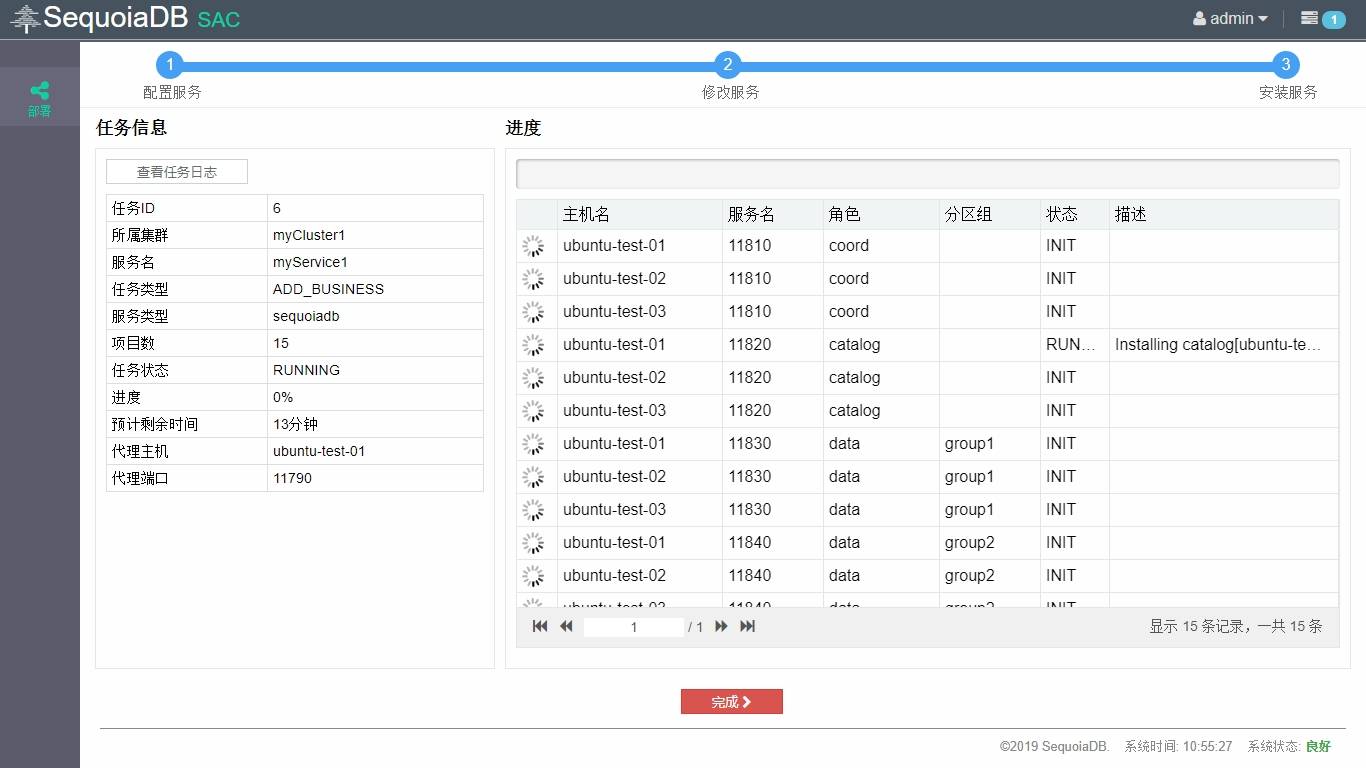 SequoiaDB SAC
admin
1
部署
1 2 3
配置服务 修改服务 安装服务
任务信息
查看任务日志
任务ID 6
所属集群 myCluster1
服务名 myService1
任务类型 ADD_BUSINESS
服务类型 sequoiadb
项目数 15
任务状态 RUNNING
进度 0%
预计剩余时间 13分钟
代理主机 ubuntu-test-01
代理端口 11790
进度
主机名 服务名 角色 分区组 状态 描述
ubuntu-test-01 11810 coord INIT
ubuntu-test-02 11810 coord INIT
ubuntu-test-03 11810 coord INIT
ubuntu-test-01 11820 catalog RUN... Installing catalog[ubuntu-te...
ubuntu-test-02 11820 catalog INIT
ubuntu-test-03 11820 catalog INIT
ubuntu-test-01 11830 data group1 INIT
ubuntu-test-02 11830 data group1 INIT
ubuntu-test-03 11830 data group1 INIT
ubuntu-test-01 11840 data group2 INIT
ubuntu-test-02 11840 data group2 INIT
ubuntu-test-03 11840 data group2 INIT
1 / 1 显示 15 条记录，一共 15 条
完成
©2019 SequoiaDB. 系统时间: 10:55:27 系统状态: 良好